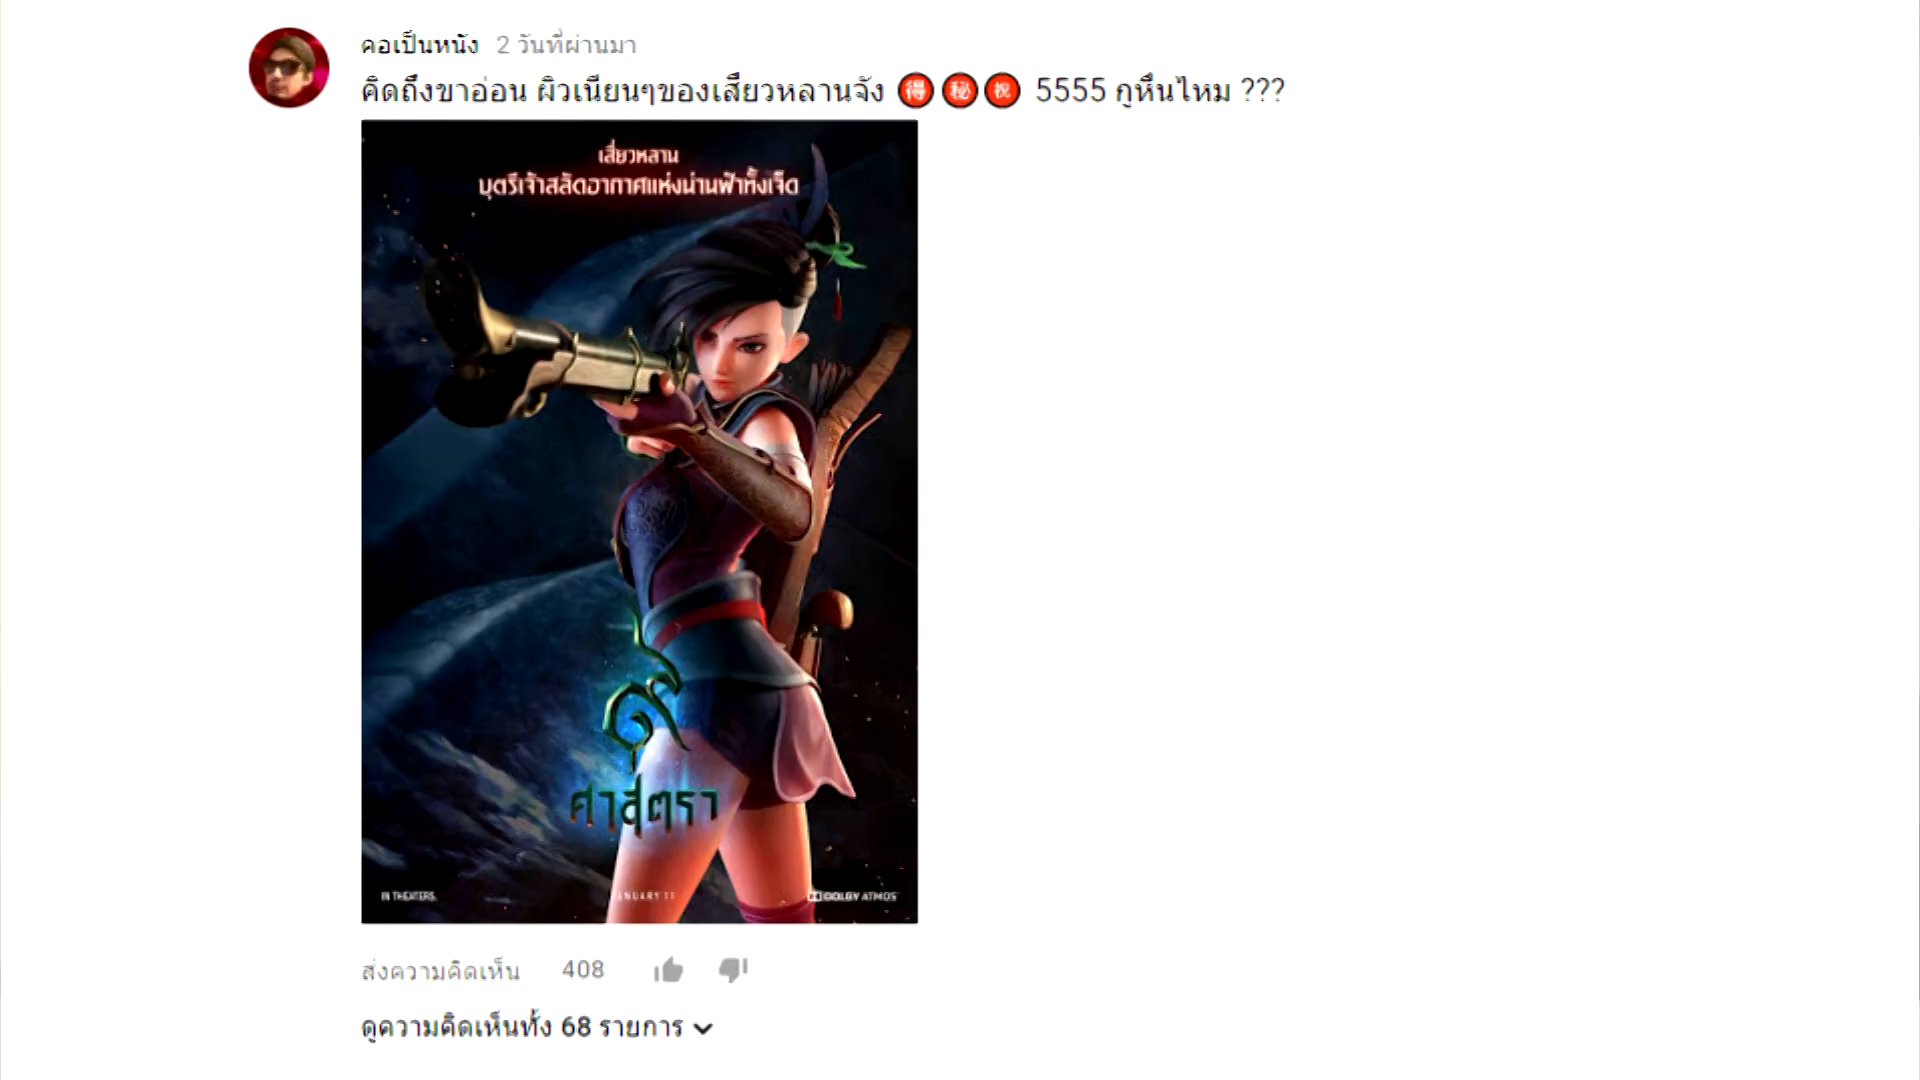 คอเป็นหนัง 2 วันที่ผ่านมา
คิดถึงขาอ่อน ผิวเนียนๆของเสี่ยวหลานจัง 🉐㊙️㊗️ 5555 กูหื่นไหม ???
เสี่ยวหลาน
บุตรีเจ้าสลัดอากาศแห่งน่านฟ้าทั้งเจ็ด
๙
ศาสตรา
IN THEATERS ANUARY 11 DOLBY ATMOS
ส่งความคิดเห็น 408
ดูความคิดเห็นทั้ง 68 รายการ